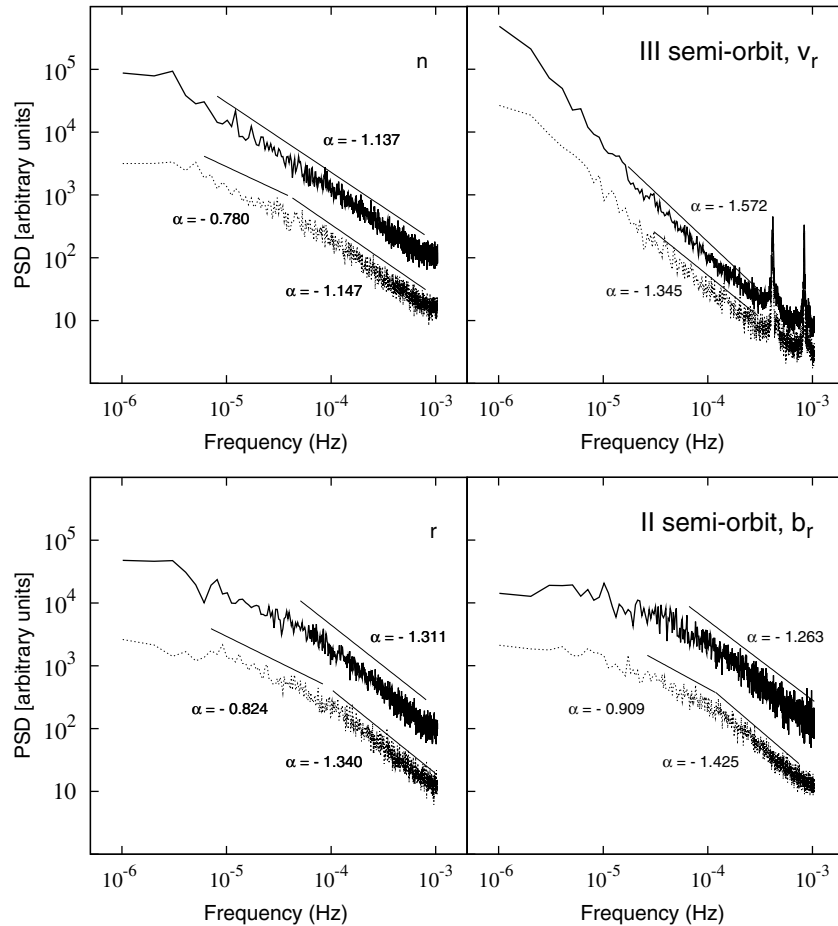 n
PSD [arbitrary units]
10^5
10^4
10^3
10^2
10
α = - 1.137
α = - 0.780
α = - 1.147
10^-6
10^-5
10^-4
10^-3
Frequency (Hz)
III semi-orbit, v_r
α = - 1.572
α = - 1.345
10^-6
10^-5
10^-4
10^-3
Frequency (Hz)
r
PSD [arbitrary units]
10^5
10^4
10^3
10^2
10
α = - 1.311
α = - 0.824
α = - 1.340
10^-6
10^-5
10^-4
10^-3
Frequency (Hz)
II semi-orbit, b_r
α = - 1.263
α = - 0.909
α = - 1.425
10^-6
10^-5
10^-4
10^-3
Frequency (Hz)